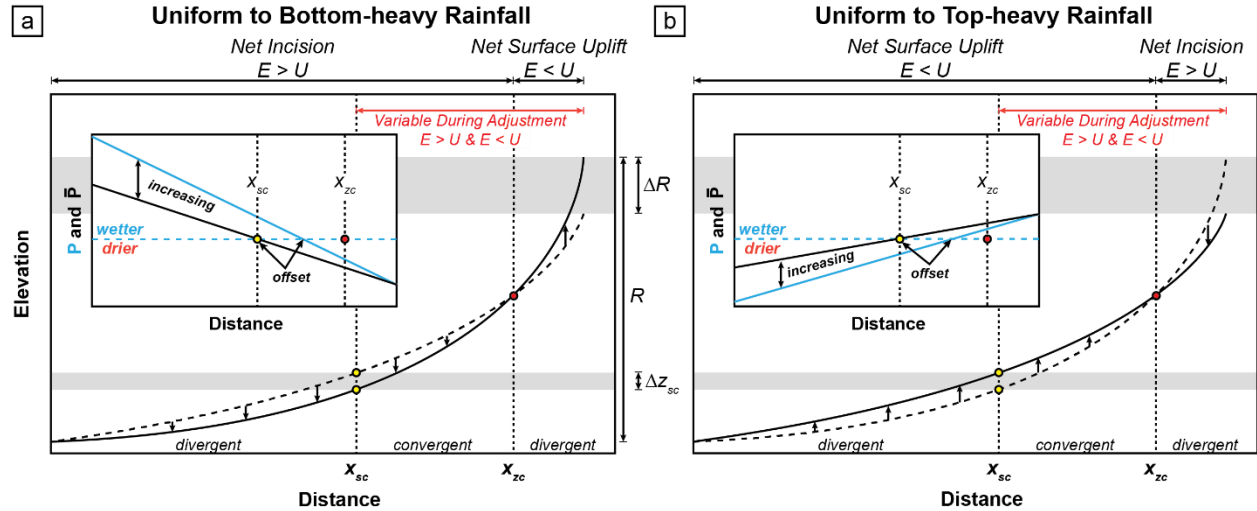 a
Uniform to Bottom-heavy Rainfall
Net Incision
E > U
Net Surface Uplift
E < U
Variable During Adjustment
E > U & E < U
P and P̄
increasing
x_sc
x_zc
wetter
drier
offset
Distance
ΔR
R
Δz_sc
Elevation
divergent
convergent
divergent
x_sc
x_zc
Distance
b
Uniform to Top-heavy Rainfall
Net Surface Uplift
E < U
Net Incision
E > U
Variable During Adjustment
E > U & E < U
P and P̄
x_sc
x_zc
wetter
drier
increasing
offset
Distance
divergent
convergent
divergent
x_sc
x_zc
Distance